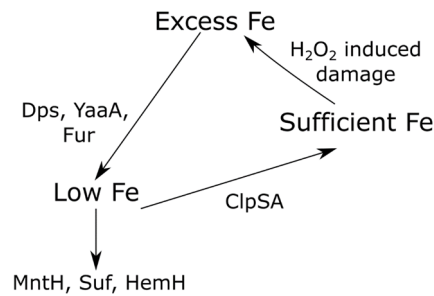 Excess Fe
H₂O₂ induced
damage
Dps, YaaA,
Fur
Sufficient Fe
Low Fe
ClpSA
MntH, Suf, HemH